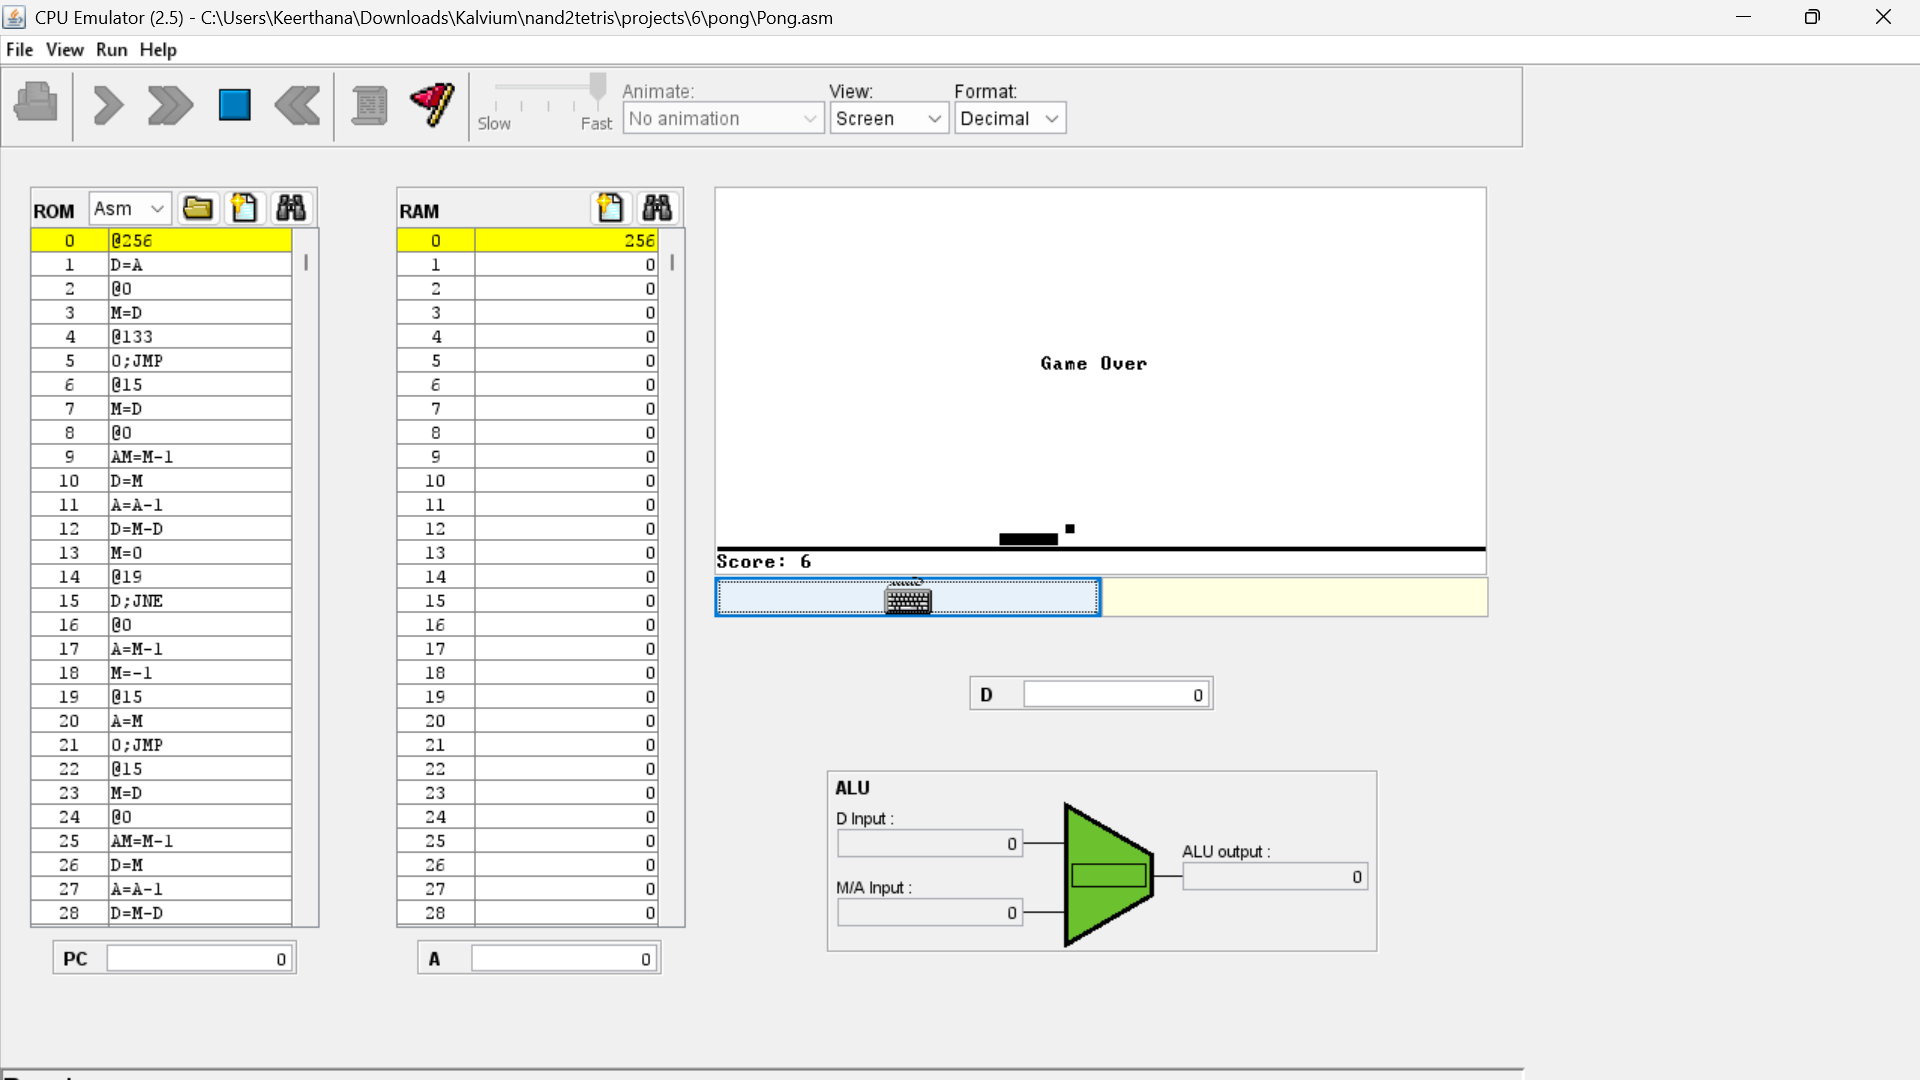 CPU Emulator (2.5) - C:\Users\Keerthana\Downloads\Kalvium\nand2tetris\projects\6\pong\Pong.asm
File View Run Help
Slow Fast
Animate:
No animation
View:
Screen
Format:
Decimal
ROM Asm
0 @256
1 D=A
2 @0
3 M=D
4 @133
5 0;JMP
6 @15
7 M=D
8 @0
9 AM=M-1
10 D=M
11 A=A-1
12 D=M-D
13 M=0
14 @19
15 D;JNE
16 @0
17 A=M-1
18 M=-1
19 @15
20 A=M
21 0;JMP
22 @15
23 M=D
24 @0
25 AM=M-1
26 D=M
27 A=A-1
28 D=M-D
PC 0
RAM
0 256
1 0
2 0
3 0
4 0
5 0
6 0
7 0
8 0
9 0
10 0
11 0
12 0
13 0
14 0
15 0
16 0
17 0
18 0
19 0
20 0
21 0
22 0
23 0
24 0
25 0
26 0
27 0
28 0
A 0
Game Over
Score: 6
D 0
ALU
D Input :
0
M/A Input :
0
ALU output :
0